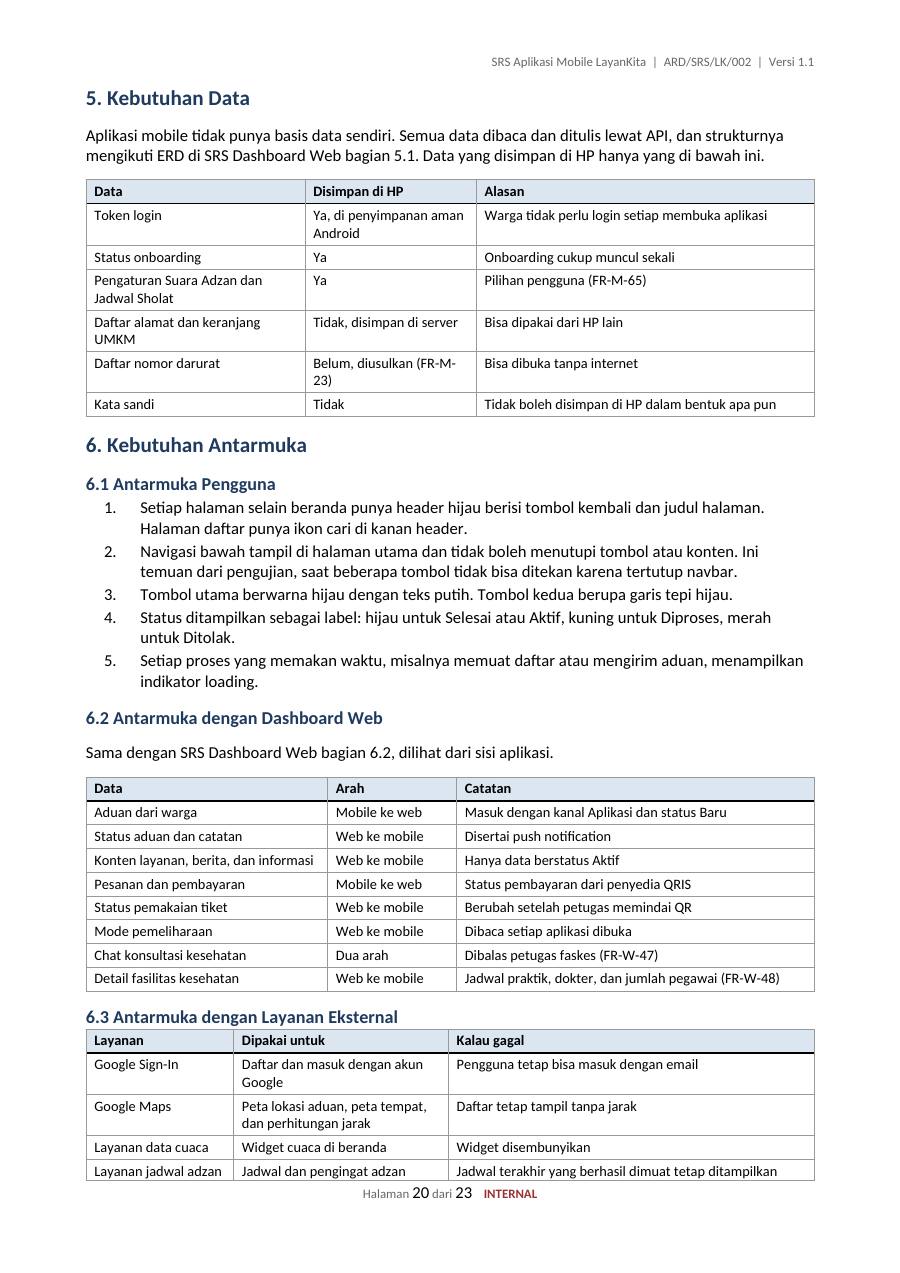 SRS Aplikasi Mobile LayanKita | ARD/SRS/LK/002 | Versi 1.1
5. Kebutuhan Data
Aplikasi mobile tidak punya basis data sendiri. Semua data dibaca dan ditulis lewat API, dan strukturnya
mengikuti ERD di SRS Dashboard Web bagian 5.1. Data yang disimpan di HP hanya yang di bawah ini.
Data Disimpan di HP Alasan
Token login Ya, di penyimpanan aman Warga tidak perlu login setiap membuka aplikasi
Android
Status onboarding Ya Onboarding cukup muncul sekali
Pengaturan Suara Adzan dan Ya Pilihan pengguna (FR-M-65)
Jadwal Sholat
Daftar alamat dan keranjang Tidak, disimpan di server Bisa dipakai dari HP lain
UMKM
Daftar nomor darurat Belum, diusulkan (FR-M- Bisa dibuka tanpa internet
23)
Kata sandi Tidak Tidak boleh disimpan di HP dalam bentuk apa pun
6. Kebutuhan Antarmuka
6.1 Antarmuka Pengguna
1. Setiap halaman selain beranda punya header hijau berisi tombol kembali dan judul halaman.
Halaman daftar punya ikon cari di kanan header.
2. Navigasi bawah tampil di halaman utama dan tidak boleh menutupi tombol atau konten. Ini
temuan dari pengujian, saat beberapa tombol tidak bisa ditekan karena tertutup navbar.
3. Tombol utama berwarna hijau dengan teks putih. Tombol kedua berupa garis tepi hijau.
4. Status ditampilkan sebagai label: hijau untuk Selesai atau Aktif, kuning untuk Diproses, merah
untuk Ditolak.
5. Setiap proses yang memakan waktu, misalnya memuat daftar atau mengirim aduan, menampilkan
indikator loading.
6.2 Antarmuka dengan Dashboard Web
Sama dengan SRS Dashboard Web bagian 6.2, dilihat dari sisi aplikasi.
Data Arah Catatan
Aduan dari warga Mobile ke web Masuk dengan kanal Aplikasi dan status Baru
Status aduan dan catatan Web ke mobile Disertai push notification
Konten layanan, berita, dan informasi Web ke mobile Hanya data berstatus Aktif
Pesanan dan pembayaran Mobile ke web Status pembayaran dari penyedia QRIS
Status pemakaian tiket Web ke mobile Berubah setelah petugas memindai QR
Mode pemeliharaan Web ke mobile Dibaca setiap aplikasi dibuka
Chat konsultasi kesehatan Dua arah Dibalas petugas faskes (FR-W-47)
Detail fasilitas kesehatan Web ke mobile Jadwal praktik, dokter, dan jumlah pegawai (FR-W-48)
6.3 Antarmuka dengan Layanan Eksternal
Layanan Dipakai untuk Kalau gagal
Google Sign-In Daftar dan masuk dengan akun Pengguna tetap bisa masuk dengan email
Google
Google Maps Peta lokasi aduan, peta tempat, Daftar tetap tampil tanpa jarak
dan perhitungan jarak
Layanan data cuaca Widget cuaca di beranda Widget disembunyikan
Layanan jadwal adzan Jadwal dan pengingat adzan Jadwal terakhir yang berhasil dimuat tetap ditampilkan
Halaman 20 dari 23 INTERNAL